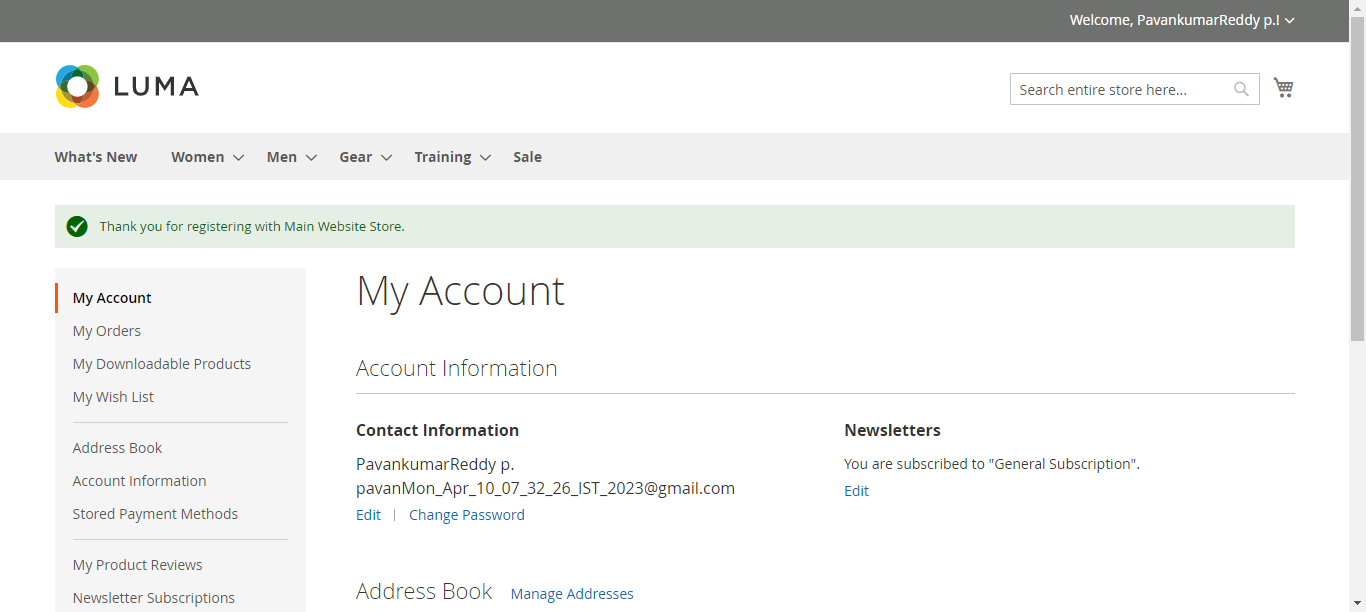 Welcome, PavankumarReddy p.!
LUMA
Search entire store here...
What's New Women Men Gear Training Sale
Thank you for registering with Main Website Store.
My Account
My Orders
My Downloadable Products
My Wish List
Address Book
Account Information
Stored Payment Methods
My Product Reviews
Newsletter Subscriptions
My Account
Account Information
Contact Information
PavankumarReddy p.
pavanMon_Apr_10_07_32_26_IST_2023@gmail.com
Edit | Change Password
Newsletters
You are subscribed to "General Subscription".
Edit
Address Book Manage Addresses